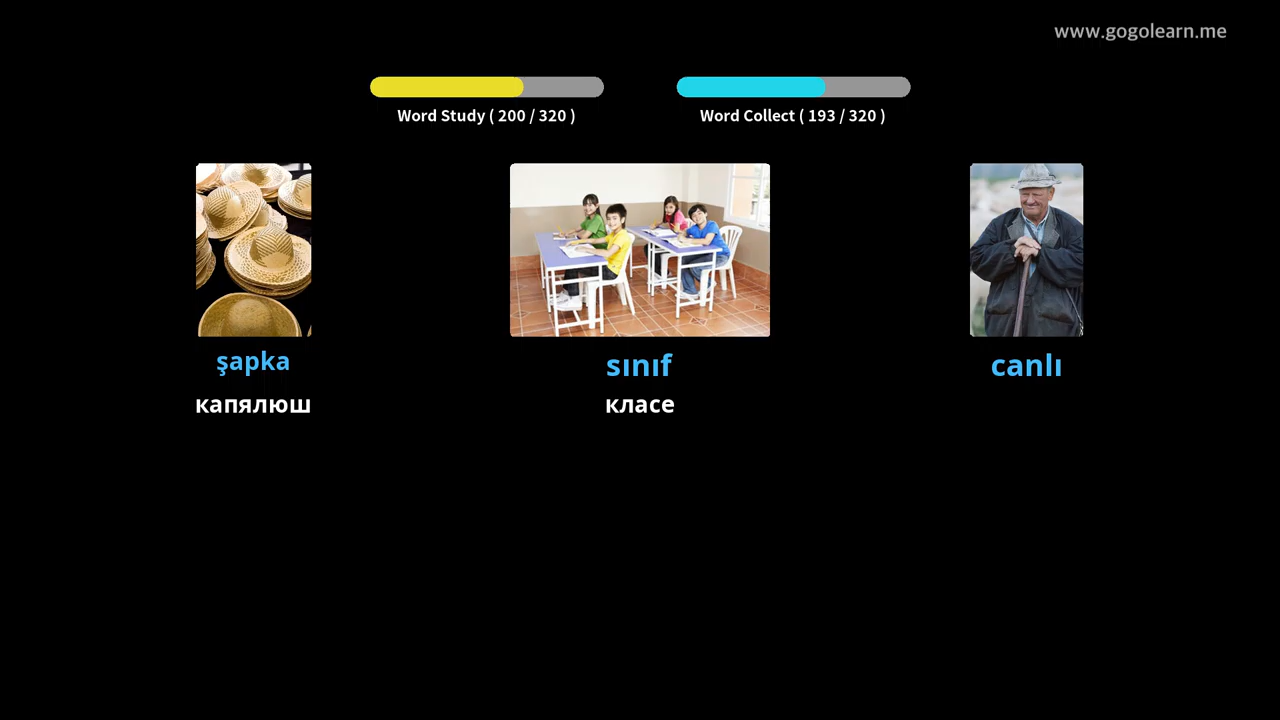 www.gogolearn.me
Word Study ( 200 / 320 )
Word Collect ( 193 / 320 )
şapka
sınıf
canlı
капялюш
класе